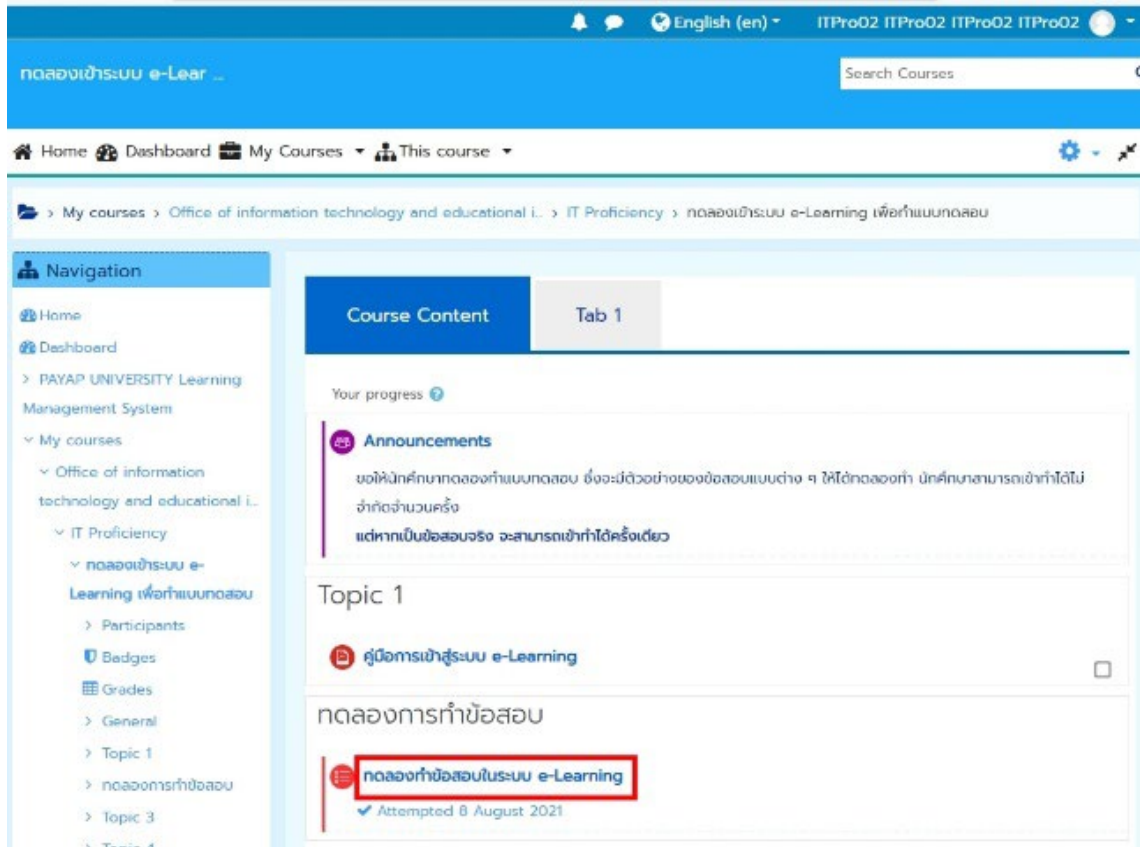 English (en) ITPro02 ITPro02 ITPro02 ITPro02
ทดลองเข้าระบบ e-Lear ...
Search Courses
Home Dashboard My Courses This course
> My courses > Office of information technology and educational i... > IT Proficiency > ทดลองเข้าระบบ e-Learning เพื่อทำแบบทดสอบ
Navigation
Home
Dashboard
> PAYAP UNIVERSITY Learning
Management System
My courses
Office of information
technology and educational i...
IT Proficiency
ทดลองเข้าระบบ e-
Learning เพื่อทำแบบทดสอบ
> Participants
Badges
Grades
> General
> Topic 1
> ทดลองการทำข้อสอบ
> Topic 3
Course Content
Tab 1
Your progress
Announcements
ขอให้นักศึกษาทดลองทำแบบทดสอบ ซึ่งจะมีตัวอย่างของข้อสอบแบบต่าง ๆ ให้ได้ทดลองทำ นักศึกษาสามารถเข้าทำได้ไม่
จำกัดจำนวนครั้ง
แต่หากเป็นข้อสอบจริง จะสามารถเข้าทำได้ครั้งเดียว
Topic 1
คู่มือการเข้าสู่ระบบ e-Learning
ทดลองการทำข้อสอบ
ทดลองทำข้อสอบในระบบ e-Learning
Attempted 8 August 2021